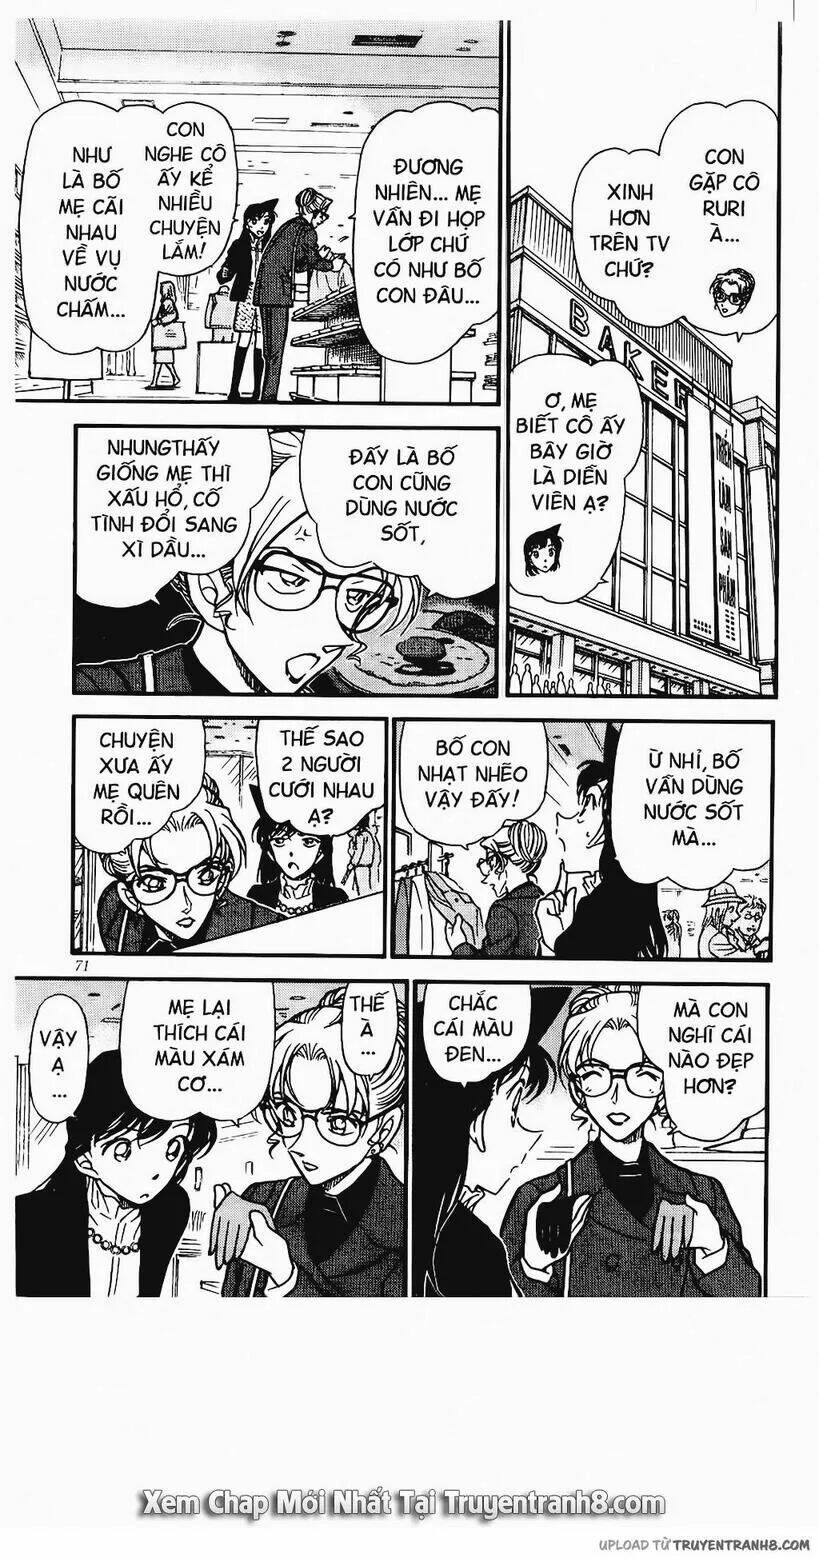 CON
GẶP CÔ
RURI
À...
XINH
HƠN
TRÊN TV
CHỨ?
BAKER
Ơ, MẸ
BIẾT CÔ ẤY
BÂY GIỜ
LÀ DIỄN
VIÊN Ạ?
TRIỂN
LÃM
SẢN
PHẨM
ĐƯƠNG
NHIÊN... MẸ
VẪN ĐI HỌP
LỚP CHỨ
CÓ NHƯ BỐ
CON ĐÂU...
CON
NGHE CÔ
ẤY KỂ
NHIỀU
CHUYỆN
LẮM!
NHƯ
LÀ BỐ
MẸ CÃI
NHAU
VỀ VỤ
NƯỚC
CHẤM...
ĐẤY LÀ BỐ
CON CŨNG
DÙNG NƯỚC
SỐT,
NHUNGTHẤY
GIỐNG MẸ THÌ
XẤU HỔ, CỐ
TÌNH ĐỔI SANG
XÌ DẦU...
Ừ NHỈ, BỐ
VẪN DÙNG
NƯỚC SỐT
MÀ...
BỐ CON
NHẠT NHẼO
VẬY ĐẤY!
THẾ SAO
2 NGƯỜI
CƯỚI NHAU
Ạ?
CHUYỆN
XƯA ẤY
MẸ QUÊN
RỒI...
71
MÀ CON
NGHĨ CÁI
NÀO ĐẸP
HƠN?
CHẮC
CÁI MÀU
ĐEN...
THẾ
À
...
MẸ LẠI
THÍCH CÁI
MÀU XÁM
CƠ...
VẬY
Ạ
...
Xem Chap Mới Nhất Tại Truyentranh8.com
UPLOAD TỪ TRUYENTRANH8.COM